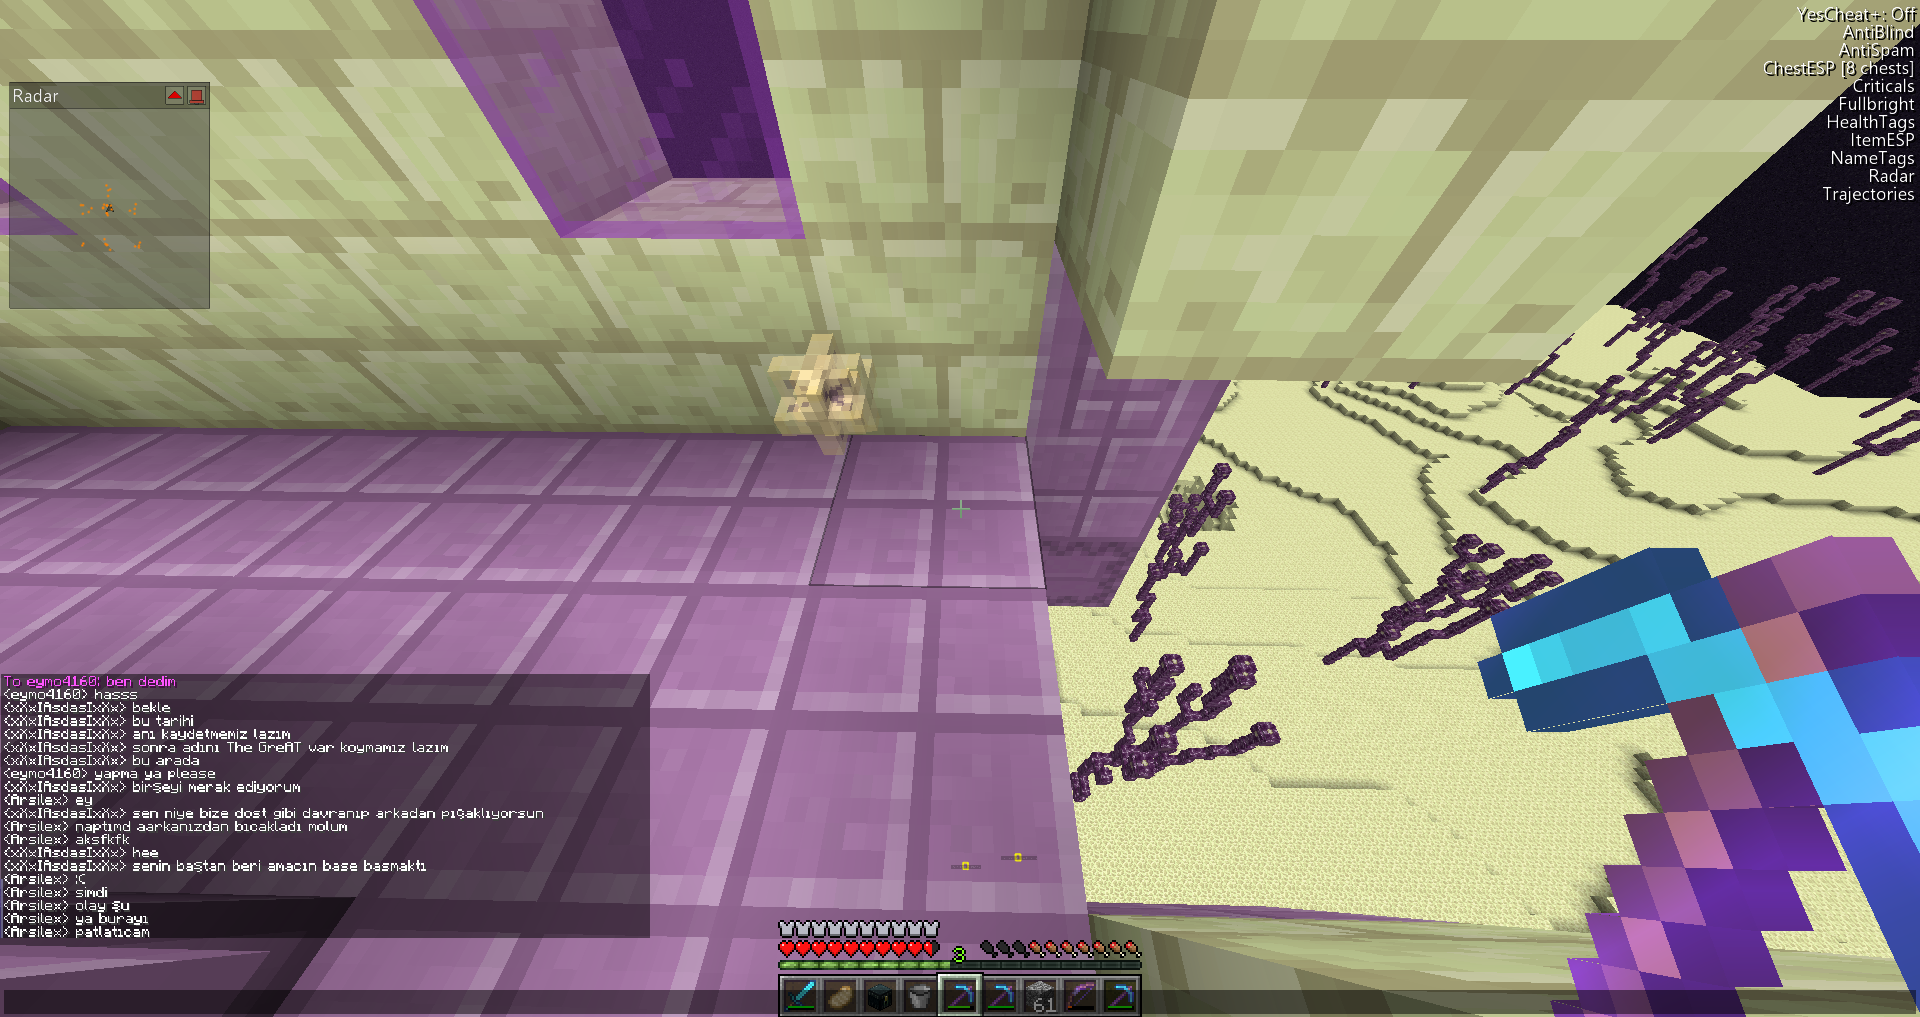 YesCheat+: Off
AntiBlind
AntiSpam
ChestESP [8 chests]
Criticals
Fullbright
HealthTags
ItemESP
NameTags
Radar
Trajectories
Radar
To eymo4160: ben dedim
<eymo4160> hasss
<xXxIAsdasIxXx> bekle
<xXxIAsdasIxXx> bu tarihi
<xXxIAsdasIxXx> anı kaydetmemiz lazım
<xXxIAsdasIxXx> sonra adını The GreAT war koymamız lazım
<xXxIAsdasIxXx> bu arada
<eymo4160> yapma ya please
<xXxIAsdasIxXx> birşeyi merak ediyorum
<Arsilex> ey
<xXxIAsdasIxXx> sen niye bize dost gibi davranıp arkadan pıçaklıyorsun
<Arsilex> naptımd aarkanızdan bıcakladı molum
<Arsilex> aksfkfk
<xXxIAsdasIxXx> hee
<xXxIAsdasIxXx> senin baştan beri amacın base basmaktı
<Arsilex> :C
<Arsilex> simdi
<Arsilex> olay şu
<Arsilex> ya burayı
<Arsilex> patlatıcam
8
61